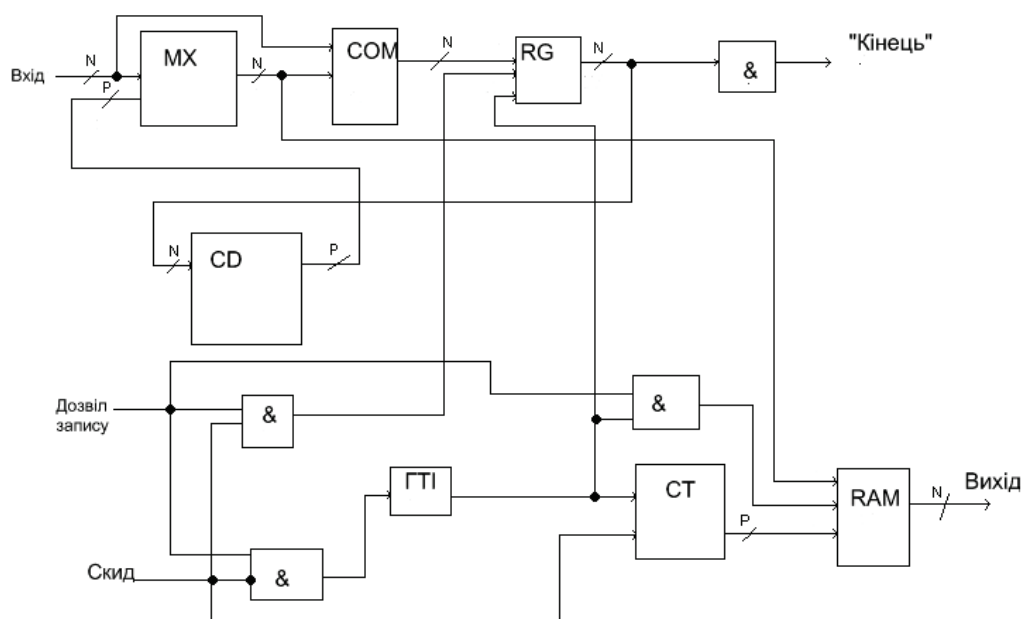 "Кінець"
N
MX
N
COM
N
RG
N
&
Вхід
P
N
CD
P
Дозвіл
запису
&
&
ГТІ
CT
P
RAM
N
Вихід
Скид
&